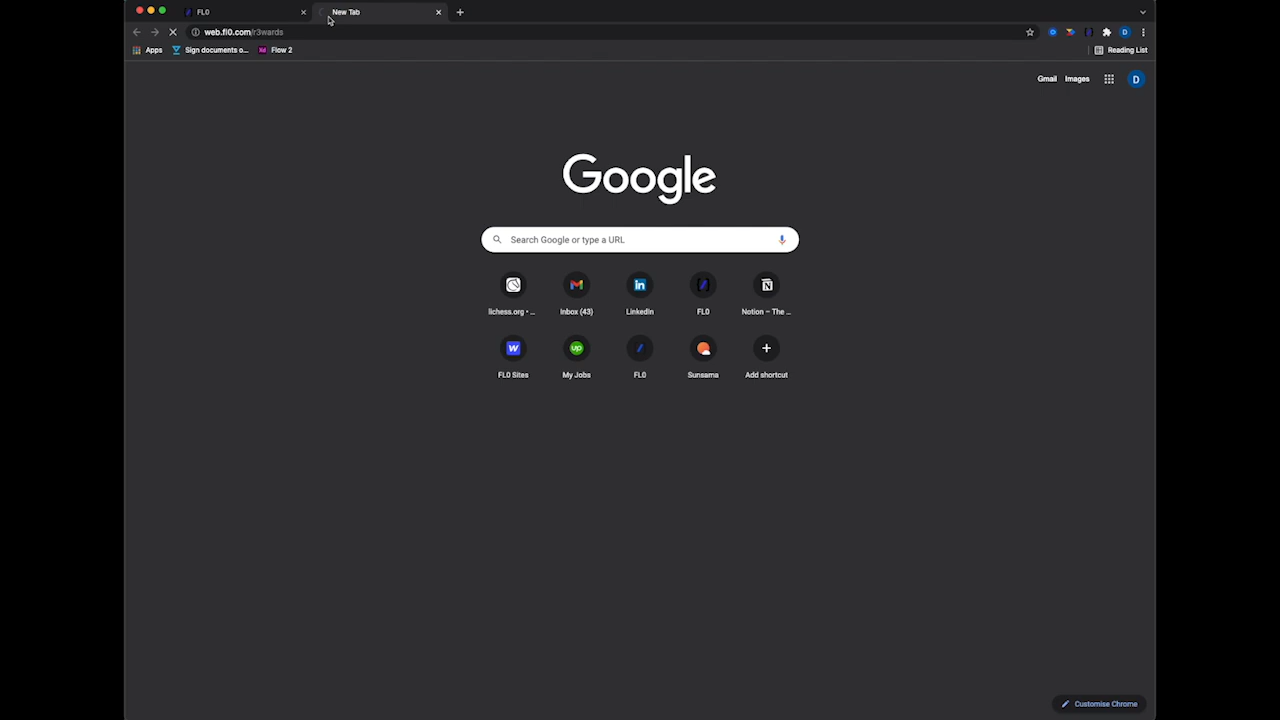 FL0
New Tab
web.fl0.com/r3wards
Apps
Sign documents o...
Flow 2
Reading List
Gmail
Images
D
Google
Search Google or type a URL
lichess.org • ...
Inbox (43)
LinkedIn
FL0
Notion – The ...
FL0 Sites
My Jobs
FL0
Sunsama
Add shortcut
Customise Chrome